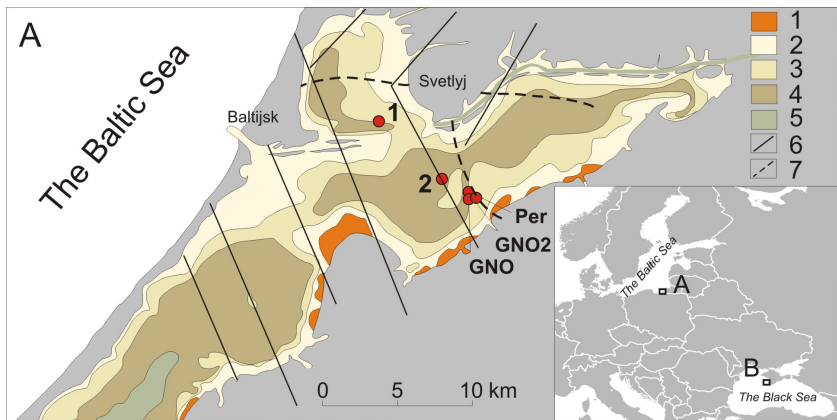 A
The Baltic Sea
Baltijsk
Svetlyj
1
2
Per
GNO2
GNO
0 5 10 km
1
2
3
4
5
6
7
The Baltic Sea
A
B
The Black Sea